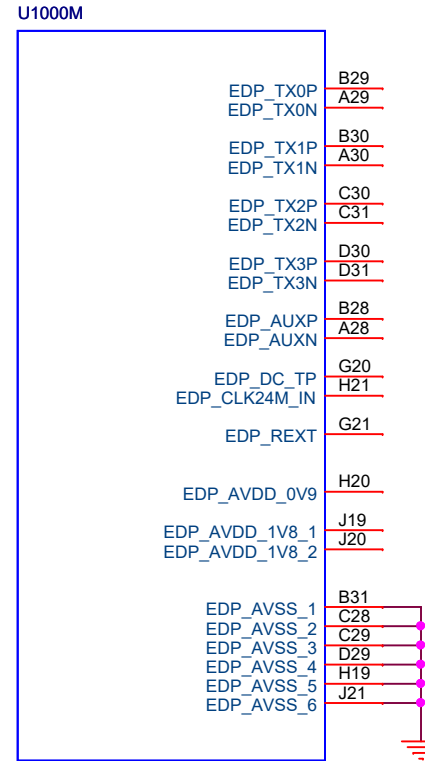 U1000M
EDP_TX0P B29
EDP_TX0N A29
EDP_TX1P B30
EDP_TX1N A30
EDP_TX2P C30
EDP_TX2N C31
EDP_TX3P D30
EDP_TX3N D31
EDP_AUXP B28
EDP_AUXN A28
EDP_DC_TP G20
EDP_CLK24M_IN H21
EDP_REXT G21
EDP_AVDD_0V9 H20
EDP_AVDD_1V8_1 J19
EDP_AVDD_1V8_2 J20
EDP_AVSS_1 B31
EDP_AVSS_2 C28
EDP_AVSS_3 C29
EDP_AVSS_4 D29
EDP_AVSS_5 H19
EDP_AVSS_6 J21